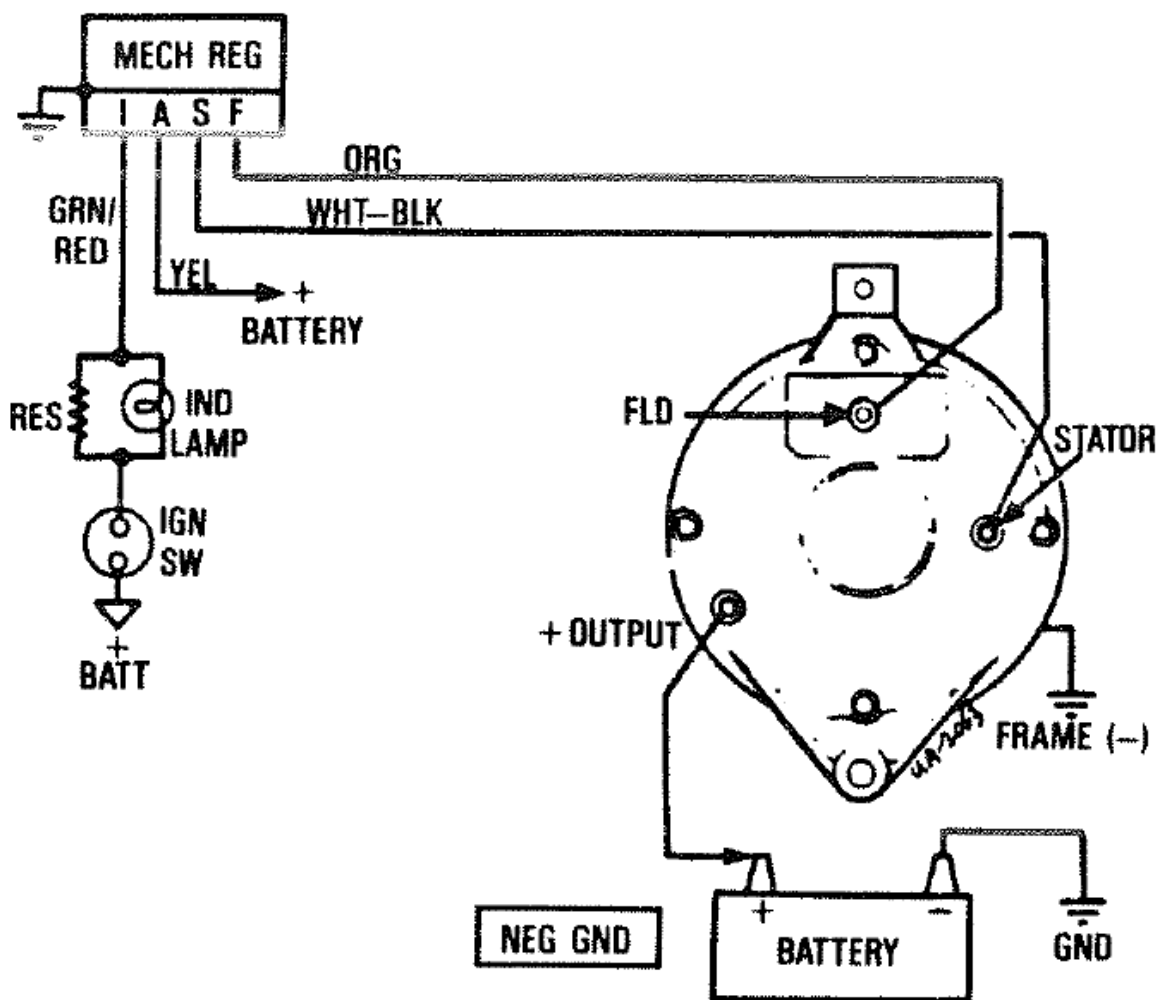 MECH REG
I A S F
ORG
WHT–BLK
GRN/
RED
YEL
+
BATTERY
RES
IND
LAMP
IGN
SW
+
BATT
FLD
STATOR
+ OUTPUT
FRAME (–)
NEG GND
+ –
BATTERY
GND